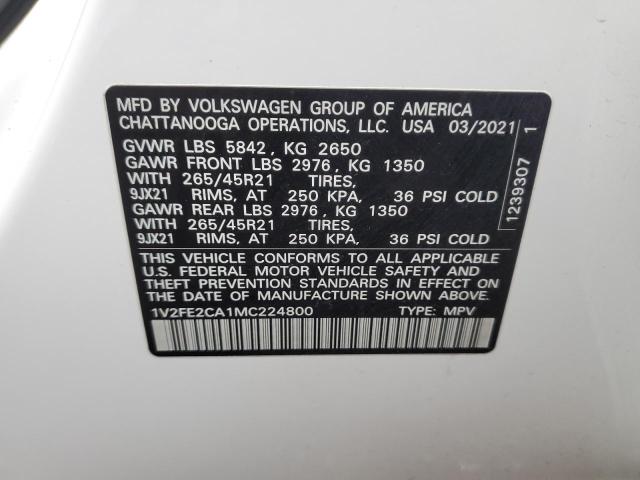 MFD BY VOLKSWAGEN GROUP OF AMERICA
CHATTANOOGA OPERATIONS, LLC. USA 03/2021
GVWR LBS 5842, KG 2650
GAWR FRONT LBS 2976, KG 1350
WITH 265/45R21 TIRES,
9JX21 RIMS, AT 250 KPA, 36 PSI COLD
GAWR REAR LBS 2976, KG 1350
WITH 265/45R21 TIRES,
9JX21 RIMS, AT 250 KPA, 36 PSI COLD
THIS VEHICLE CONFORMS TO ALL APPLICABLE
U.S. FEDERAL MOTOR VEHICLE SAFETY AND
THEFT PREVENTION STANDARDS IN EFFECT ON
THE DATE OF MANUFACTURE SHOWN ABOVE.
1V2FE2CA1MC224800 TYPE: MPV
1239307 1